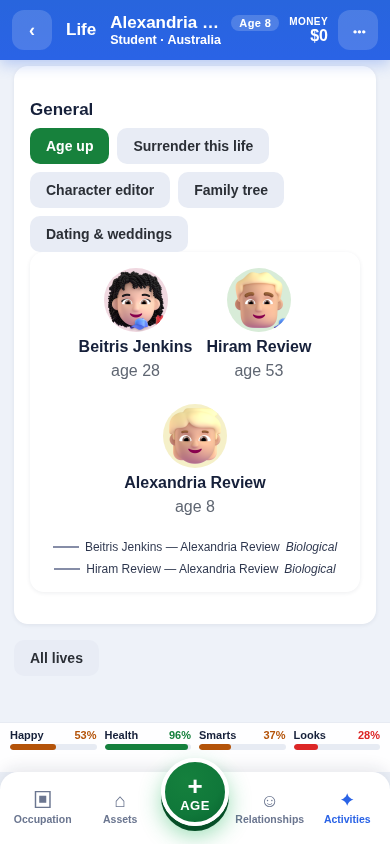 Life
Alexandria ...
Age 8
Student · Australia
MONEY
$0
General
Age up
Surrender this life
Character editor
Family tree
Dating & weddings
Beitris Jenkins
age 28
Hiram Review
age 53
Alexandria Review
age 8
Beitris Jenkins — Alexandria Review Biological
Hiram Review — Alexandria Review Biological
All lives
Happy 53%
Health 96%
Smarts 37%
Looks 28%
+
AGE
Occupation
Assets
Relationships
Activities